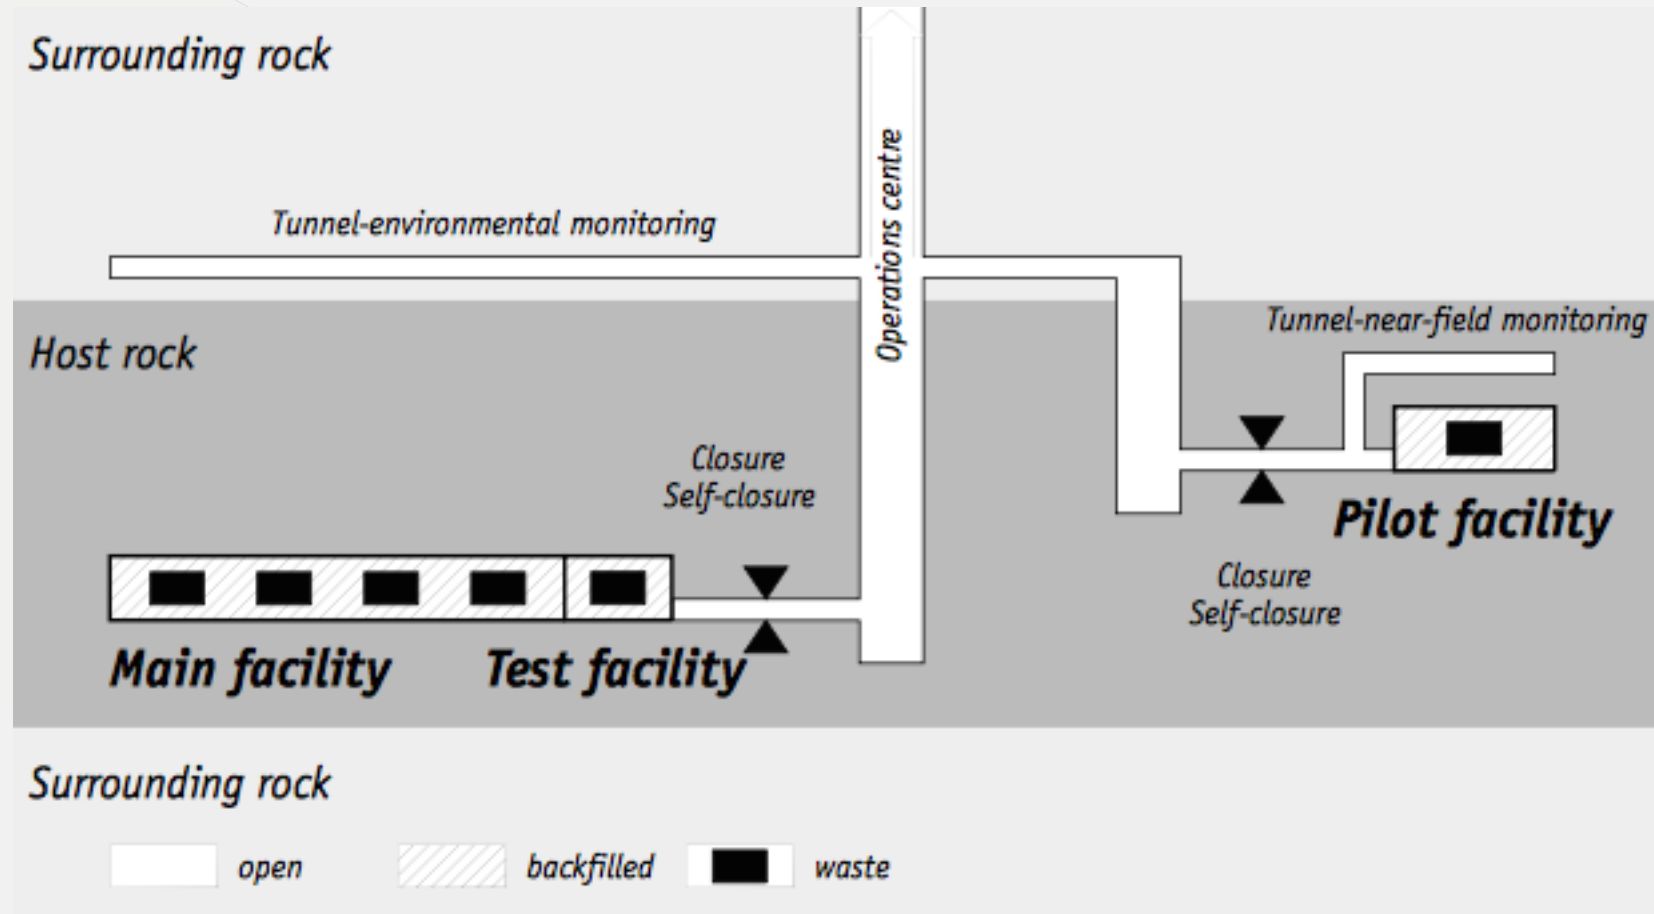 Surrounding rock
Operations centre
Tunnel-environmental monitoring
Tunnel-near-field monitoring
Host rock
Closure
Self-closure
Pilot facility
Closure
Self-closure
Main facility
Test facility
Surrounding rock
open
backfilled
waste